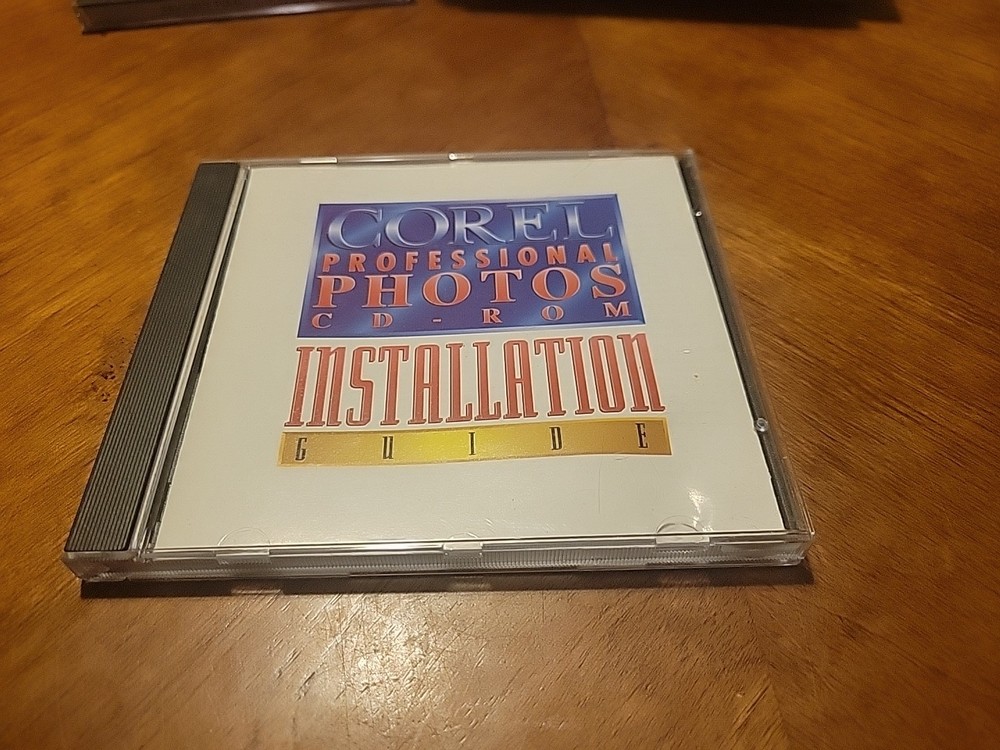 COREL
PROFESSIONAL
PHOTOS
CD-ROM
INSTALLATION
GUIDE